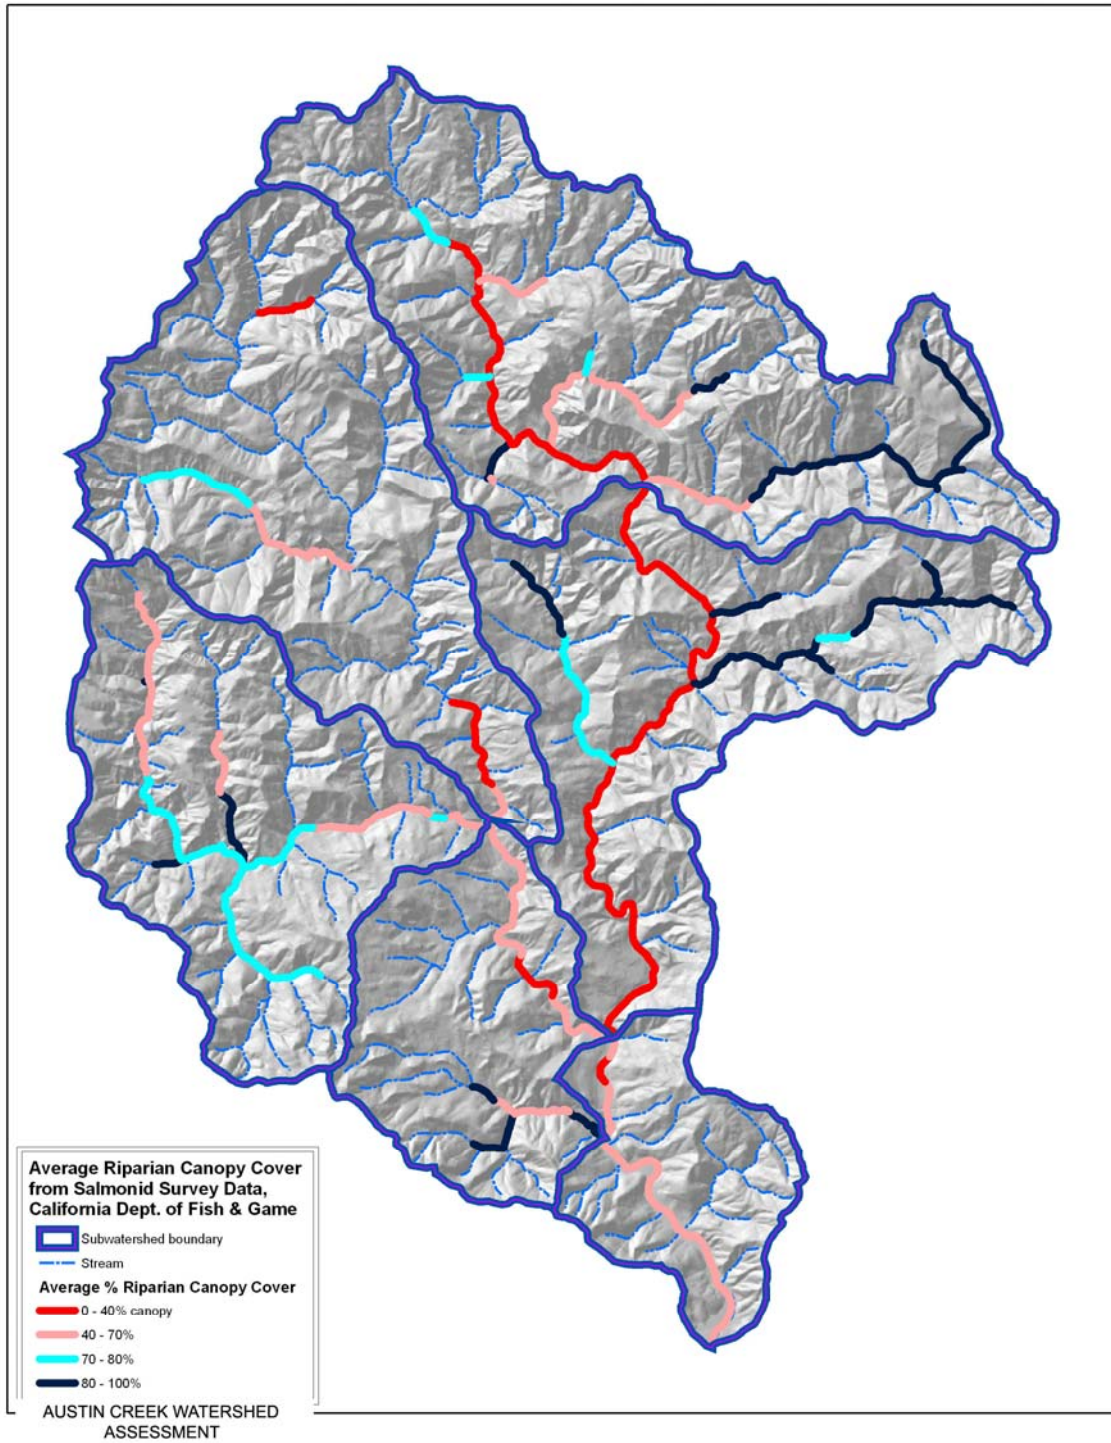 Average Riparian Canopy Cover
from Salmonid Survey Data,
California Dept. of Fish & Game
Subwatershed boundary
Stream
Average % Riparian Canopy Cover
0 - 40% canopy
40 - 70%
70 - 80%
80 - 100%
AUSTIN CREEK WATERSHED
ASSESSMENT